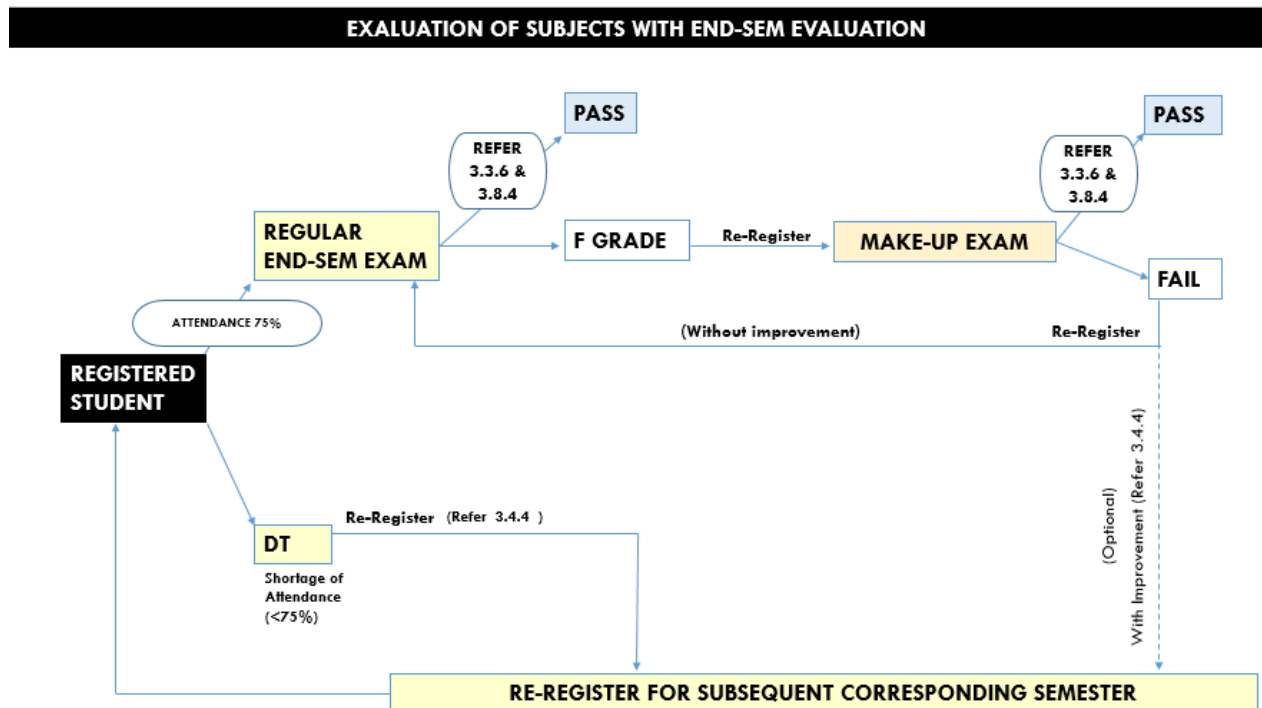 EXALUATION OF SUBJECTS WITH END-SEM EVALUATION
PASS
PASS
REFER
3.3.6 &
3.8.4
REFER
3.3.6 &
3.8.4
REGULAR
END-SEM EXAM
F GRADE
Re-Register
MAKE-UP EXAM
FAIL
ATTENDANCE 75%
(Without improvement)
Re-Register
REGISTERED
STUDENT
(Optional)
With Improvement (Refer 3.4.4)
Re-Register (Refer 3.4.4 )
DT
Shortage of
Attendance
(<75%)
RE-REGISTER FOR SUBSEQUENT CORRESPONDING SEMESTER